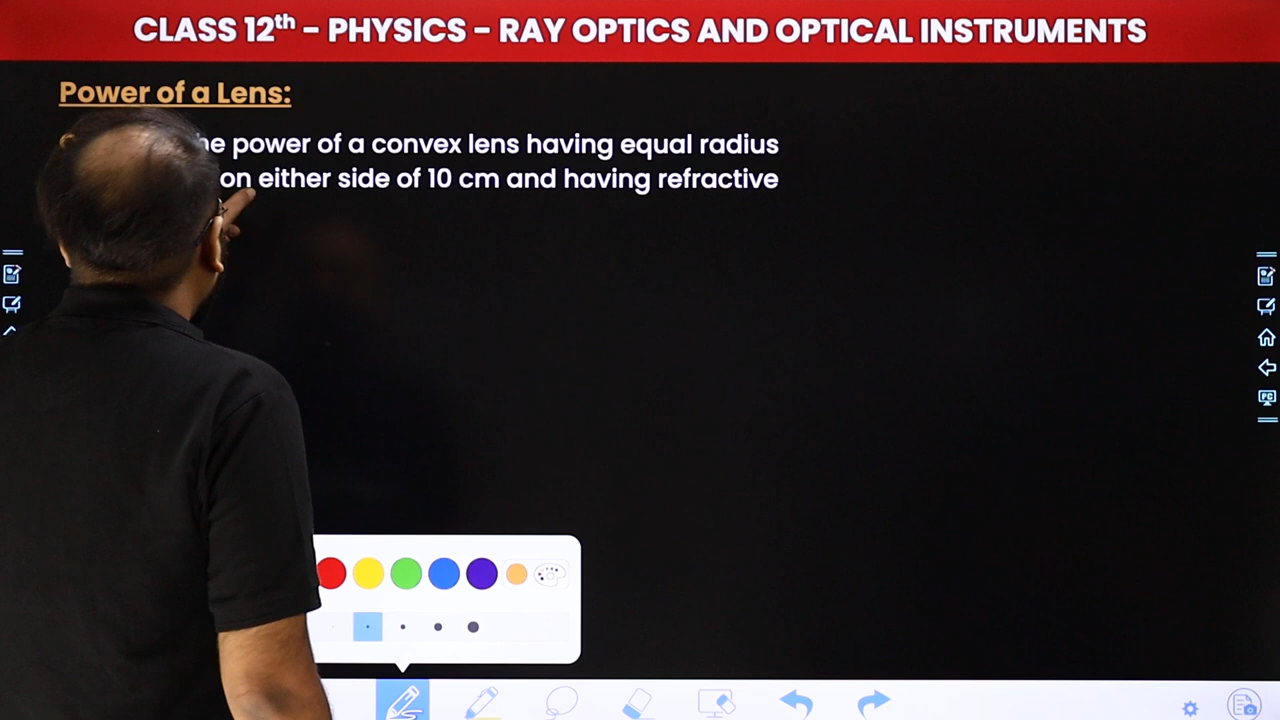 CLASS 12th - PHYSICS - RAY OPTICS AND OPTICAL INSTRUMENTS
Power of a Lens:
he power of a convex lens having equal radius
on either side of 10 cm and having refractive
PC